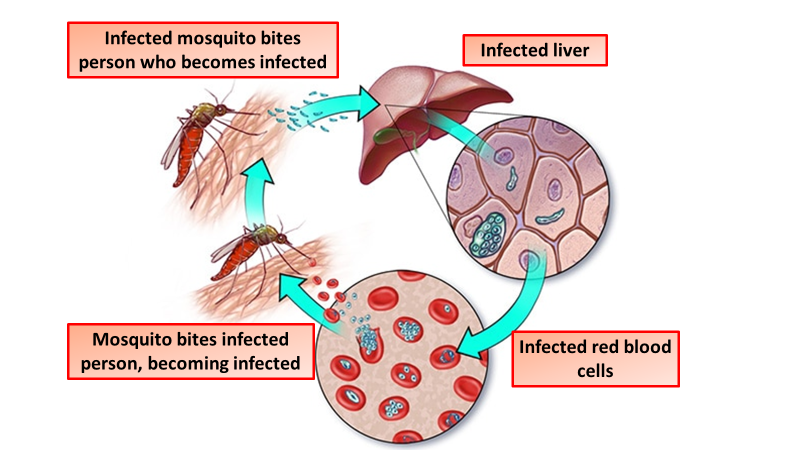 Infected mosquito bites
person who becomes infected
Infected liver
Infected red blood
cells
Mosquito bites infected
person, becoming infected